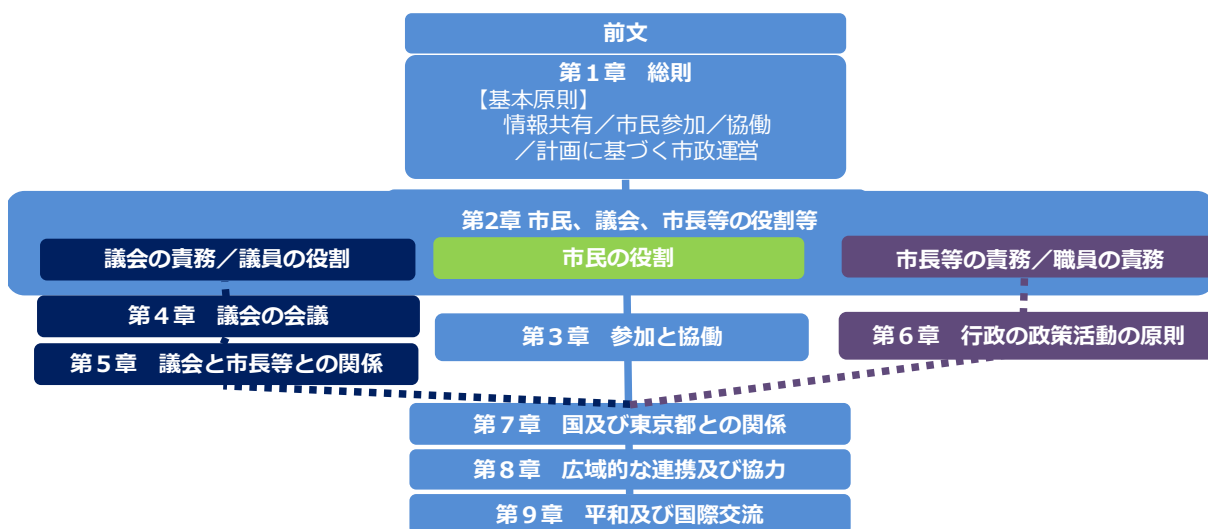 前文
第１章　総則
【基本原則】
情報共有／市民参加／協働
／計画に基づく市政運営
第2章 市民、議会、市長等の役割等
議会の責務／議員の役割
市民の役割
市長等の責務／職員の責務
第４章　議会の会議
第３章　参加と協働
第６章　行政の政策活動の原則
第５章　議会と市長等との関係
第７章　国及び東京都との関係
第８章　広域的な連携及び協力
第９章　平和及び国際交流